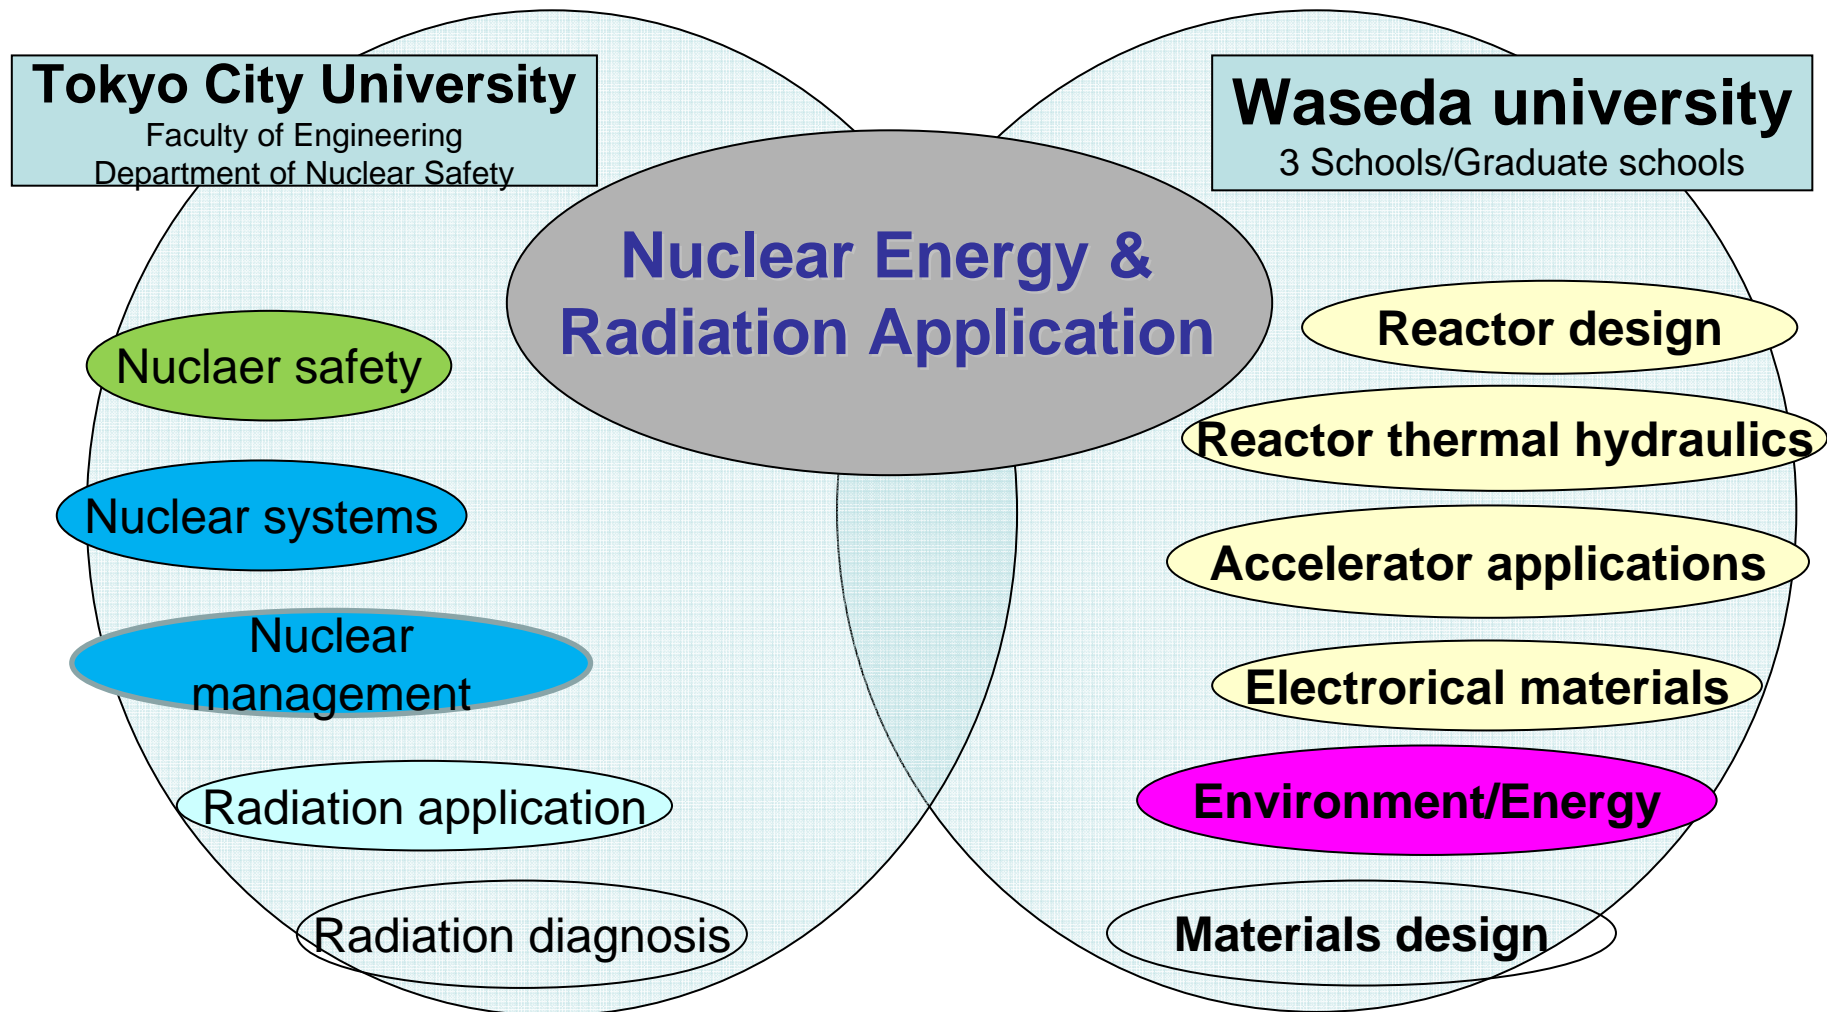 Tokyo City University
Faculty of Engineering
Department of Nuclear Safety
Waseda university
3 Schools/Graduate schools
Nuclear Energy &
Radiation Application
Nuclaer safety
Nuclear systems
Nuclear
management
Radiation application
Radiation diagnosis
Reactor design
Reactor thermal hydraulics
Accelerator applications
Electrorical materials
Environment/Energy
Materials design